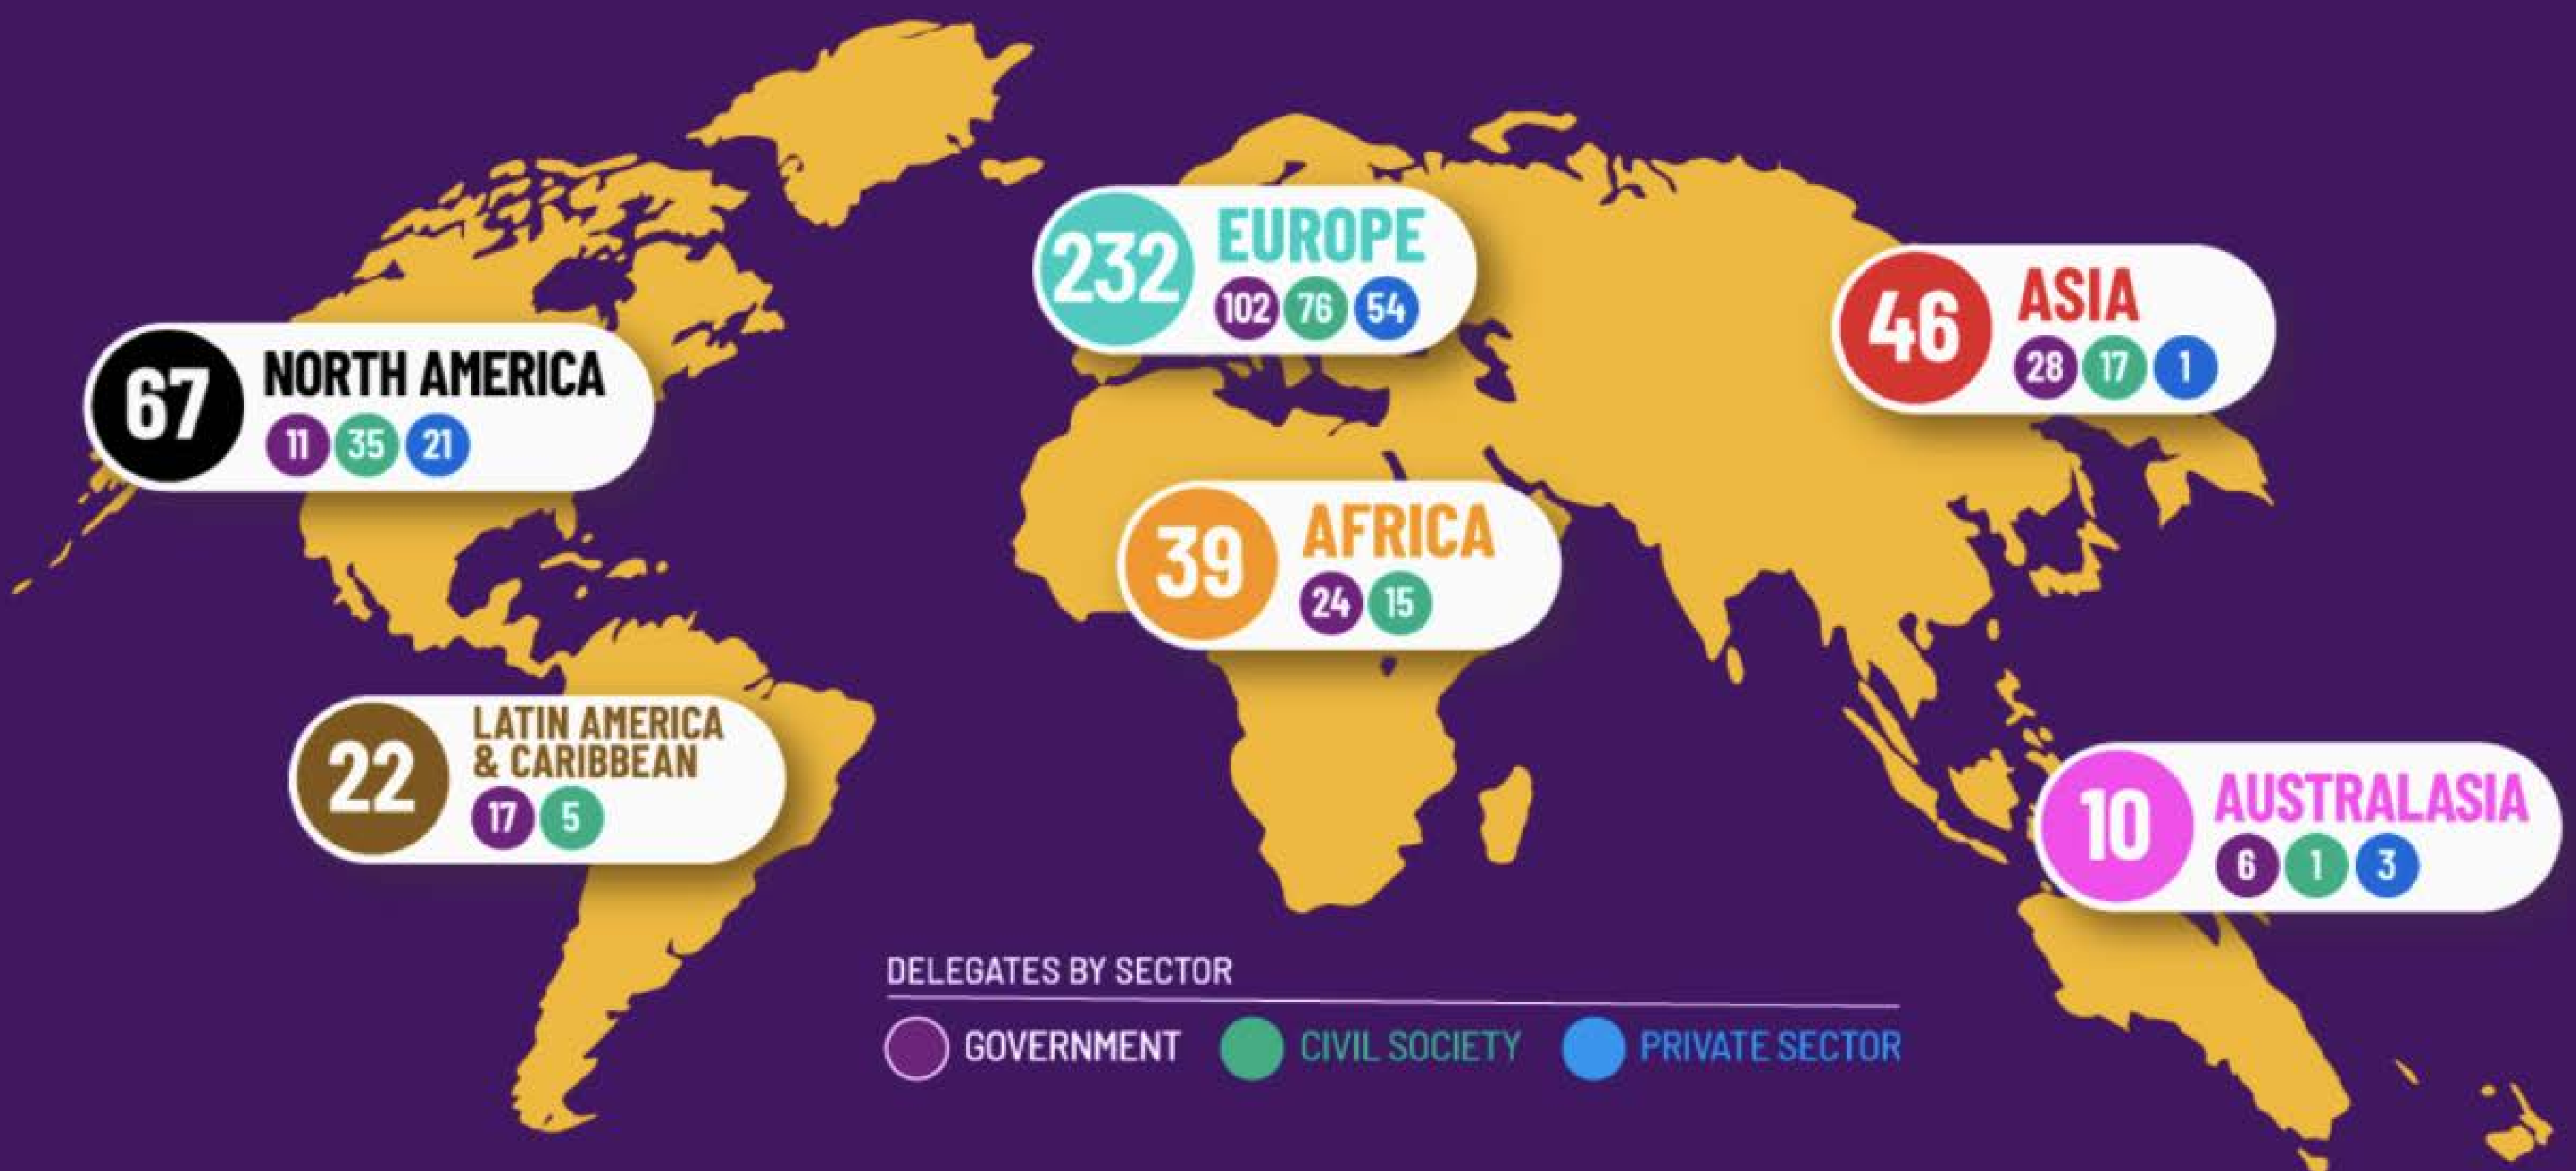 232
EUROPE
102 76 54
46
ASIA
28 17 1
67
NORTH AMERICA
11 35 21
39
AFRICA
24 15
22
LATIN AMERICA
& CARIBBEAN
17 5
10
AUSTRALASIA
6 1 3
DELEGATES BY SECTOR
GOVERNMENT CIVIL SOCIETY PRIVATE SECTOR